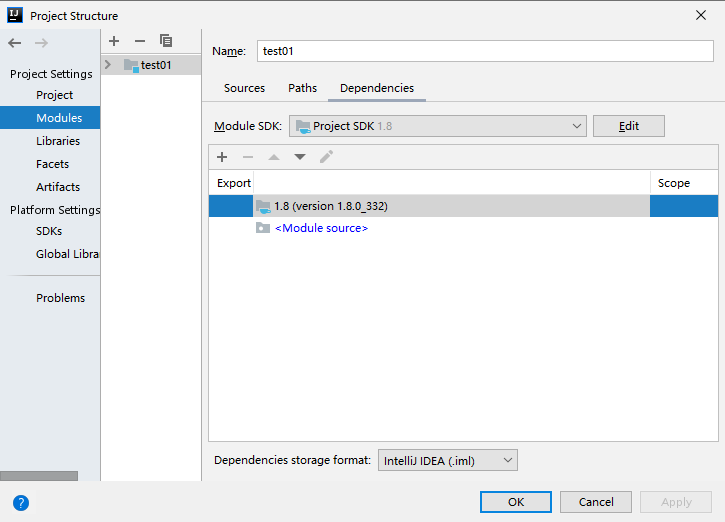 Project Structure
Project Settings
Project
Modules
Libraries
Facets
Artifacts
Platform Settings
SDKs
Global Libra
Problems
test01
Name: test01
Sources Paths Dependencies
Module SDK: Project SDK 1.8 Edit
Export Scope
1.8 (version 1.8.0_332)
<Module source>
Dependencies storage format: IntelliJ IDEA (.iml)
? OK Cancel Apply